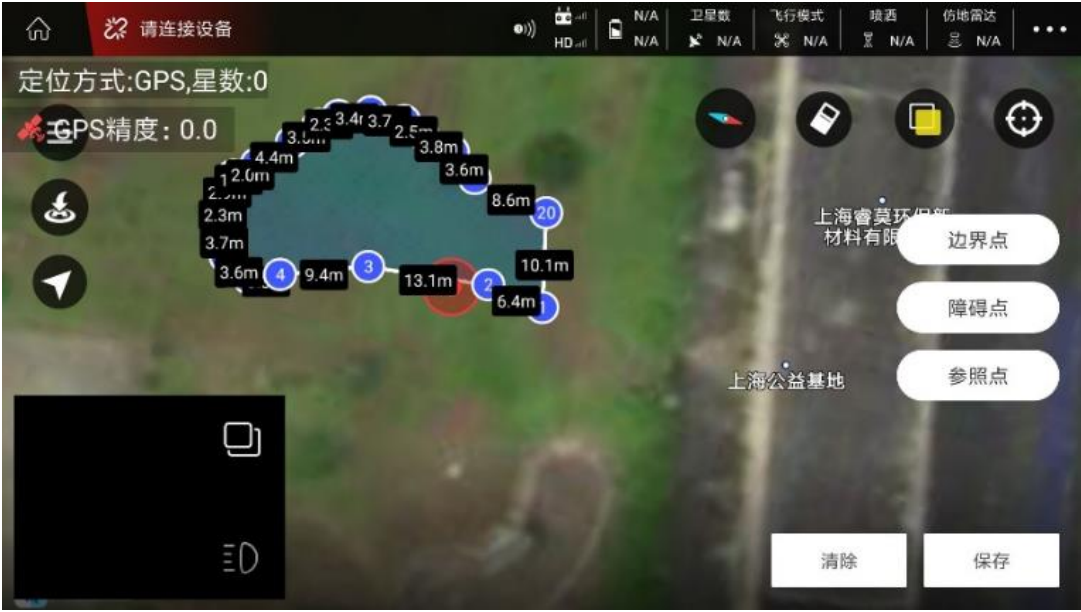 请连接设备
HD
N/A
N/A
卫星数
N/A
飞行模式
N/A
喷洒
N/A
仿地雷达
N/A
定位方式:GPS,星数:0
GPS精度: 0.0
3.7
2.5m
3.8m
3.6m
4.4m
2.0m
8.6m
20
2.3m
3.7m
3.6m
4
9.4m
3
13.1m
2
10.1m
6.4m
1
上海睿莫环保新
材料有限
边界点
障碍点
参照点
上海公益基地
清除
保存